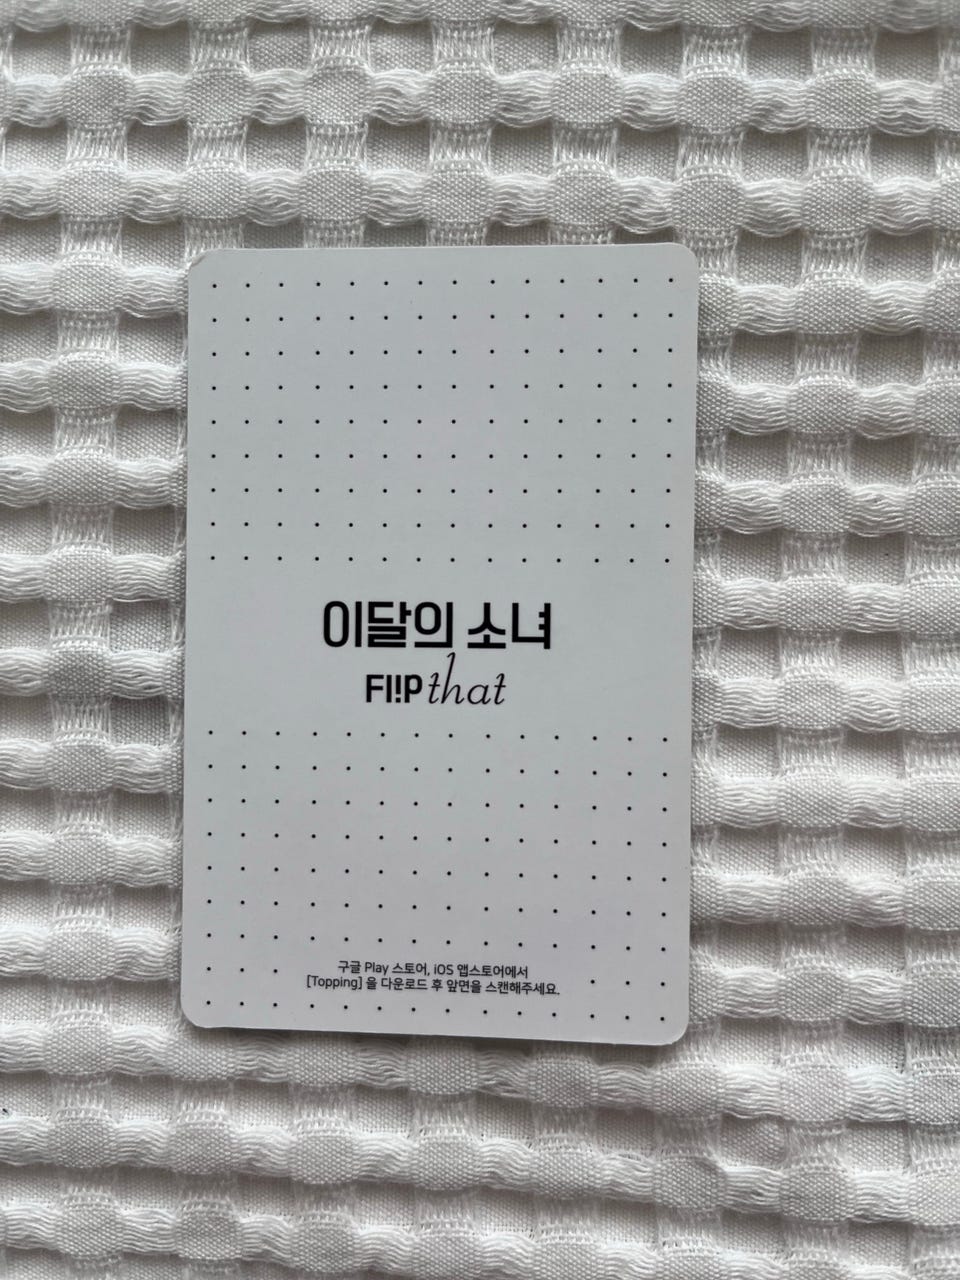 이달의 소녀
Fl!P that
구글 Play 스토어, iOS 앱스토어에서
[Topping] 을 다운로드 후 앞면을 스캔해주세요.